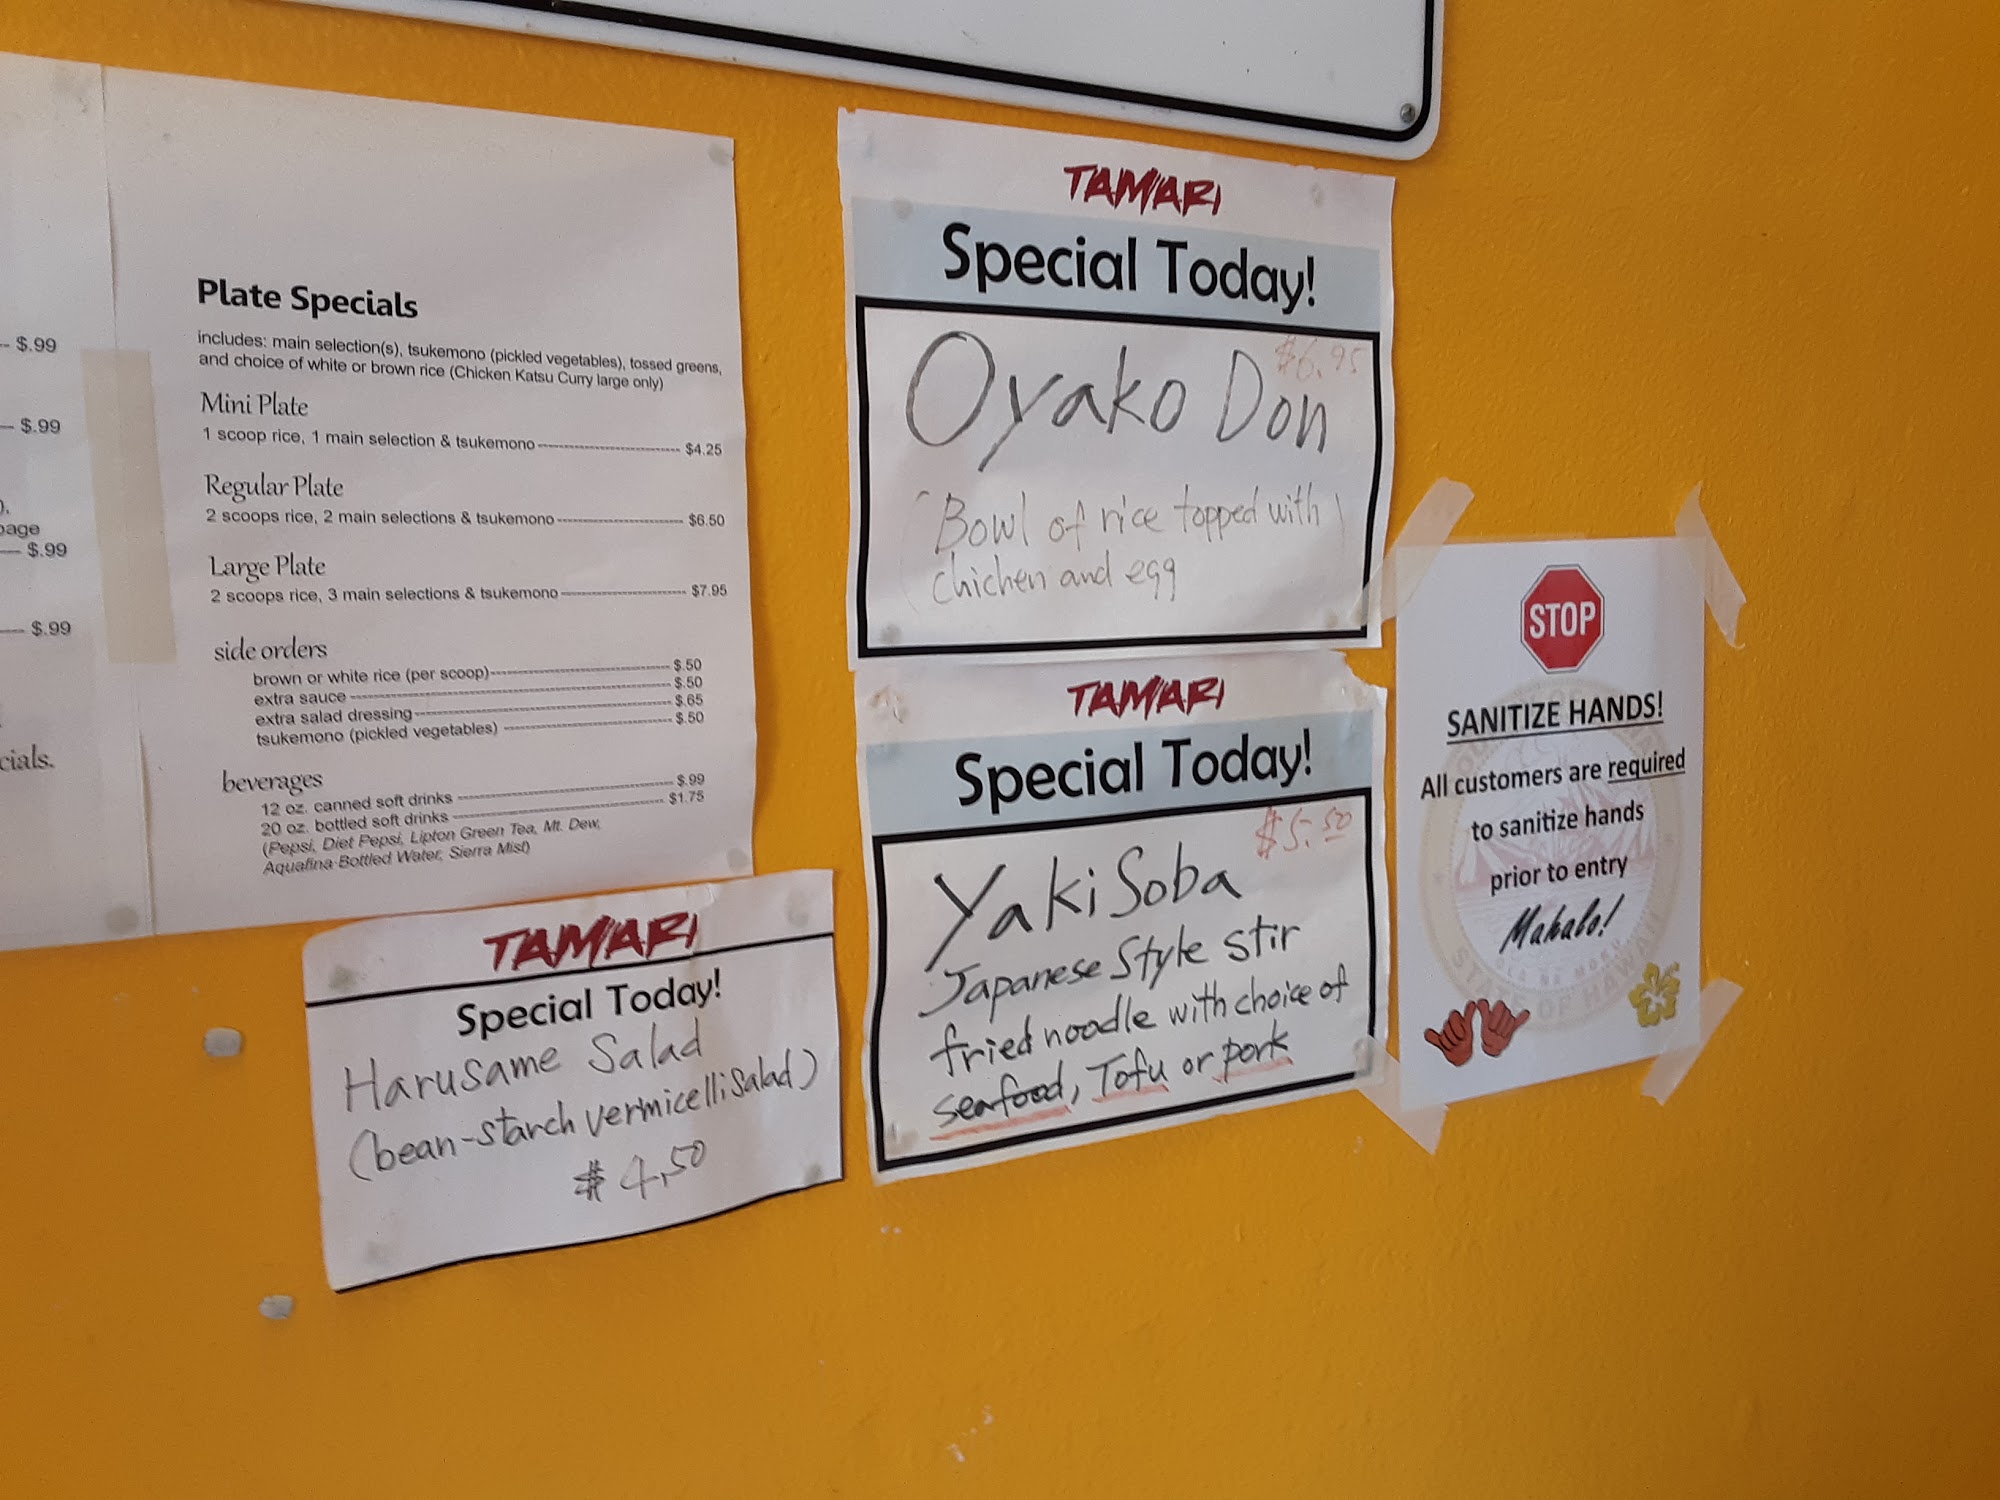 $.99
$.99
$.99
$.99
cials.
Plate Specials
includes: main selection(s), tsukemono (pickled vegetables), tossed greens,
and choice of white or brown rice (Chicken Katsu Curry large only)
Mini Plate
1 scoop rice, 1 main selection & tsukemono $4.25
Regular Plate
2 scoops rice, 2 main selections & tsukemono $6.50
Large Plate
2 scoops rice, 3 main selections & tsukemono $7.95
side orders
brown or white rice (per scoop) $.50
extra sauce $.50
extra salad dressing $.65
tsukemono (pickled vegetables) $.50
beverages
12 oz. canned soft drinks $.99
20 oz. bottled soft drinks $1.75
(Pepsi, Diet Pepsi, Lipton Green Tea, Mt. Dew,
Aquafina Bottled Water, Sierra Mist)
TAMARI
Special Today!
Harusame Salad
(bean-starch vermicelli salad)
$4.50
TAMARI
Special Today!
$6.95
Oyako Don
(Bowl of rice topped with
chichen and egg)
TAMARI
Special Today!
$5.50
Yaki Soba
Japanese Style stir
fried noodle with choice of
seafood, Tofu or pork
STOP
SANITIZE HANDS!
All customers are required
to sanitize hands
prior to entry
Mahalo!
STATE OF HAWAII